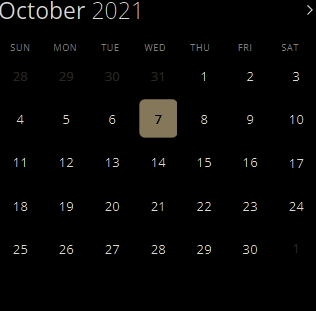 October 2021
SUN MON TUE WED THU FRI SAT
28 29 30 31 1 2 3
4 5 6 7 8 9 10
11 12 13 14 15 16 17
18 19 20 21 22 23 24
25 26 27 28 29 30 1